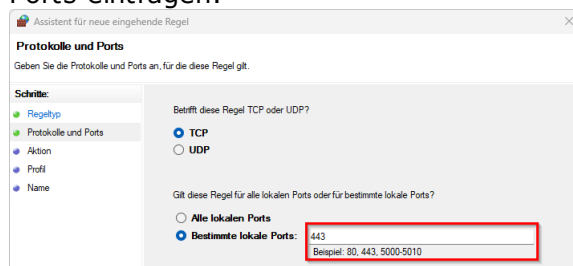 Ports eintragen.
Assistent für neue eingehende Regel
Protokolle und Ports
Geben Sie die Protokolle und Ports an, für die diese Regel gilt.
Schritte:
Regeltyp
Protokolle und Ports
Aktion
Profil
Name
Betrifft diese Regel TCP oder UDP?
TCP
UDP
Gilt diese Regel für alle lokalen Ports oder für bestimmte lokale Ports?
Alle lokalen Ports
Bestimmte lokale Ports: 443
Beispiel: 80, 443, 5000-5010